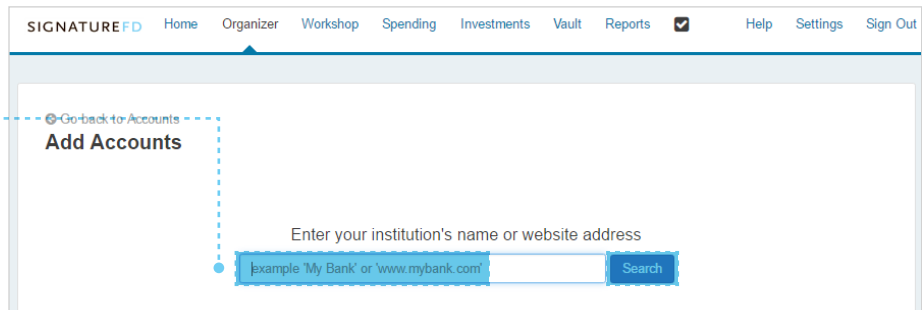 SIGNATUREFD Home Organizer Workshop Spending Investments Vault Reports Help Settings Sign Out
Go back to Accounts
Add Accounts
Enter your institution's name or website address
example 'My Bank' or 'www.mybank.com' Search